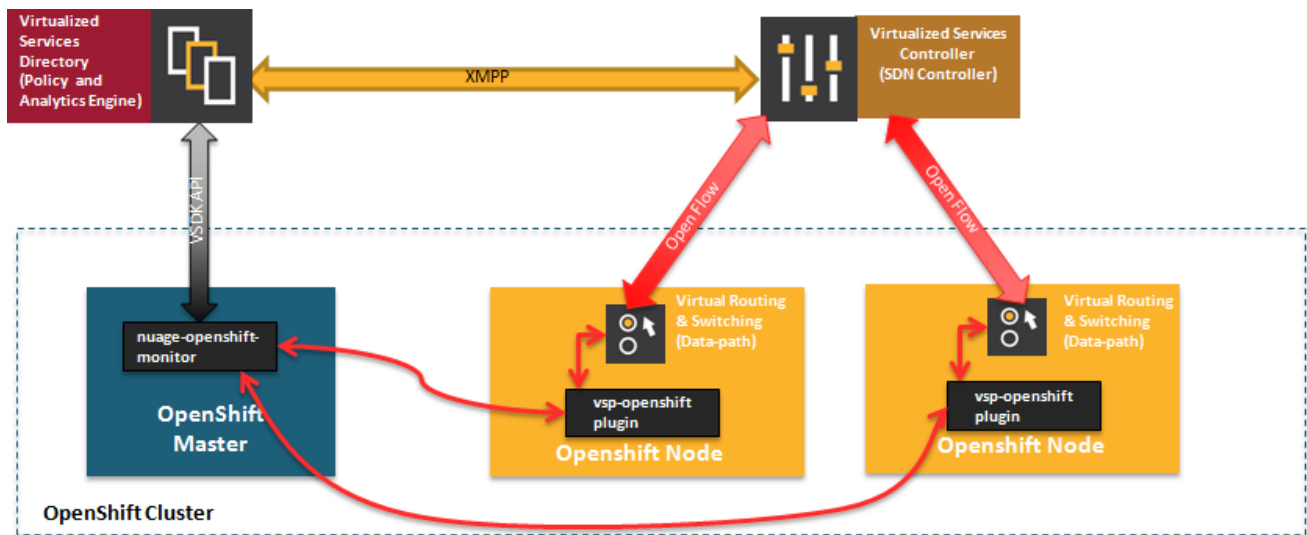 Virtualized
Services
Directory
(Policy and
Analytics Engine)
XMPP
Virtualized Services
Controller
(SDN Controller)
VSDK API
Open Flow
Open Flow
Virtual Routing
& Switching
(Data-path)
Virtual Routing
& Switching
(Data-path)
nuage-openshift-
monitor
vsp-openshift
plugin
vsp-openshift
plugin
OpenShift
Master
Openshift Node
Openshift Node
OpenShift Cluster